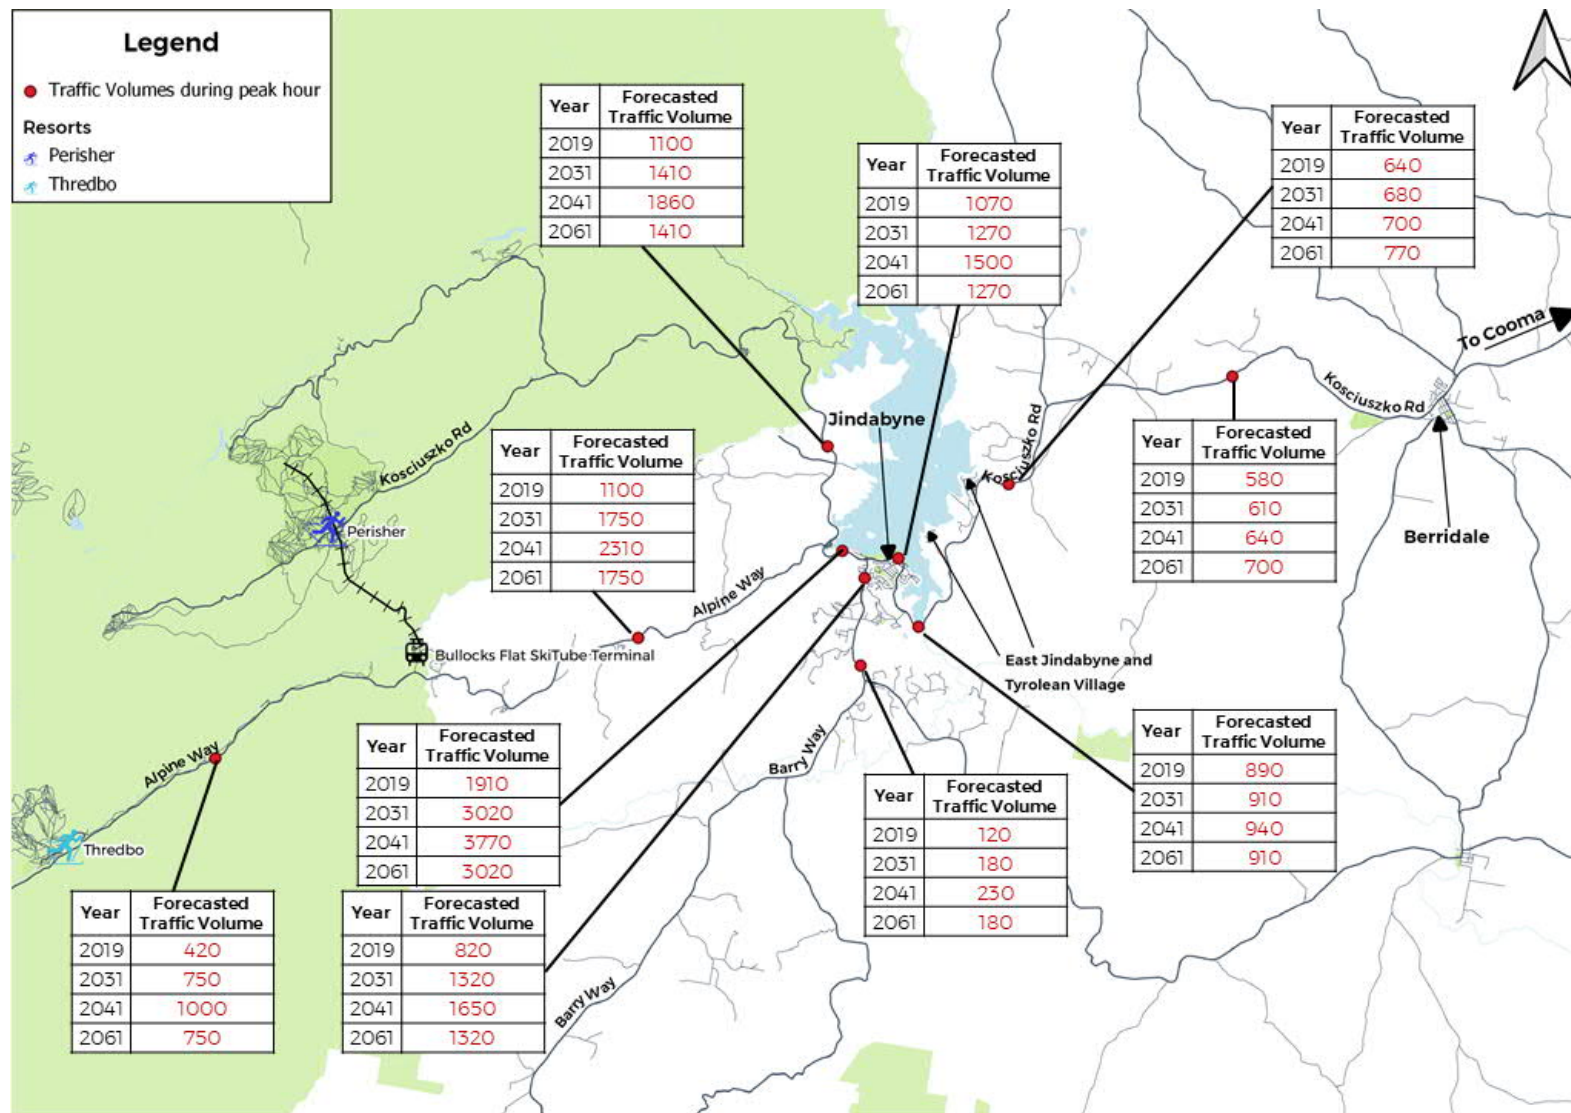 Legend
Traffic Volumes during peak hour
Resorts
Perisher
Thredbo
Year Forecasted Traffic Volume
2019 1100
2031 1410
2041 1860
2061 1410
Year Forecasted Traffic Volume
2019 1070
2031 1270
2041 1500
2061 1270
Year Forecasted Traffic Volume
2019 640
2031 680
2041 700
2061 770
To Cooma
Kosciuszko Rd
Jindabyne
Kosciuszko Rd
Kosciuszko Rd
Year Forecasted Traffic Volume
2019 1100
2031 1750
2041 2310
2061 1750
Year Forecasted Traffic Volume
2019 580
2031 610
2041 640
2061 700
Perisher
Berridale
Alpine Way
Bullocks Flat SkiTube Terminal
East Jindabyne and
Tyrolean Village
Alpine Way
Barry Way
Thredbo
Year Forecasted Traffic Volume
2019 1910
2031 3020
2041 3770
2061 3020
Year Forecasted Traffic Volume
2019 120
2031 180
2041 230
2061 180
Year Forecasted Traffic Volume
2019 890
2031 910
2041 940
2061 910
Year Forecasted Traffic Volume
2019 420
2031 750
2041 1000
2061 750
Year Forecasted Traffic Volume
2019 820
2031 1320
2041 1650
2061 1320
Barry Way